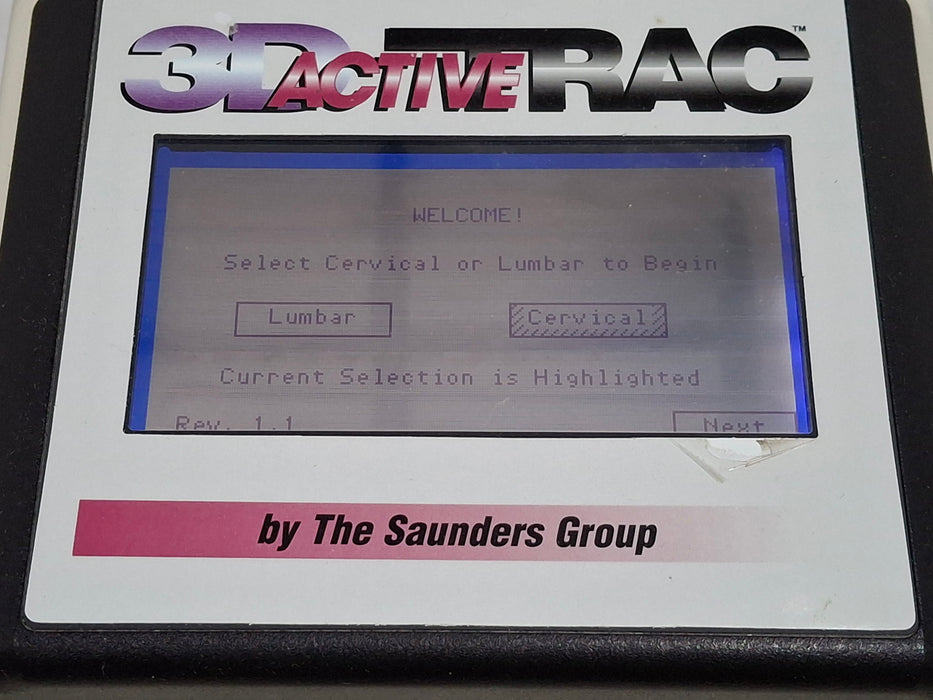 3D ACTIVE TRAC™
WELCOME!
Select Cervical or Lumbar to Begin
Lumbar Cervical
Current Selection is Highlighted
Rev. 1.1 Next
by The Saunders Group